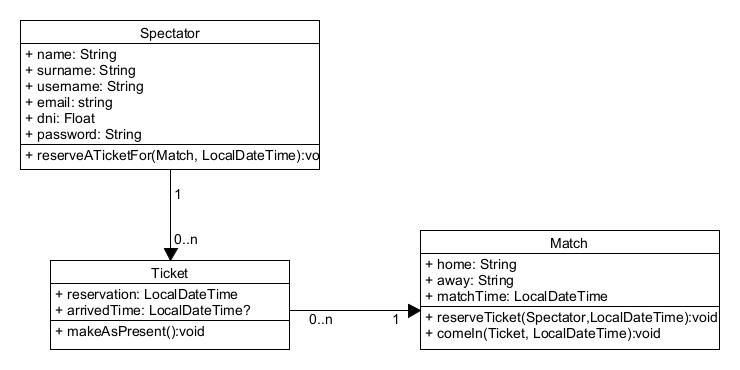 Spectator
+ name: String
+ surname: String
+ username: String
+ email: string
+ dni: Float
+ password: String
+ reserveATicketFor(Match, LocalDateTime):vo
1
0..n
Ticket
+ reservation: LocalDateTime
+ arrivedTime: LocalDateTime?
+ makeAsPresent():void
0..n
1
Match
+ home: String
+ away: String
+ matchTime: LocalDateTime
+ reserveTicket(Spectator,LocalDateTime):void
+ comeIn(Ticket, LocalDateTime):void